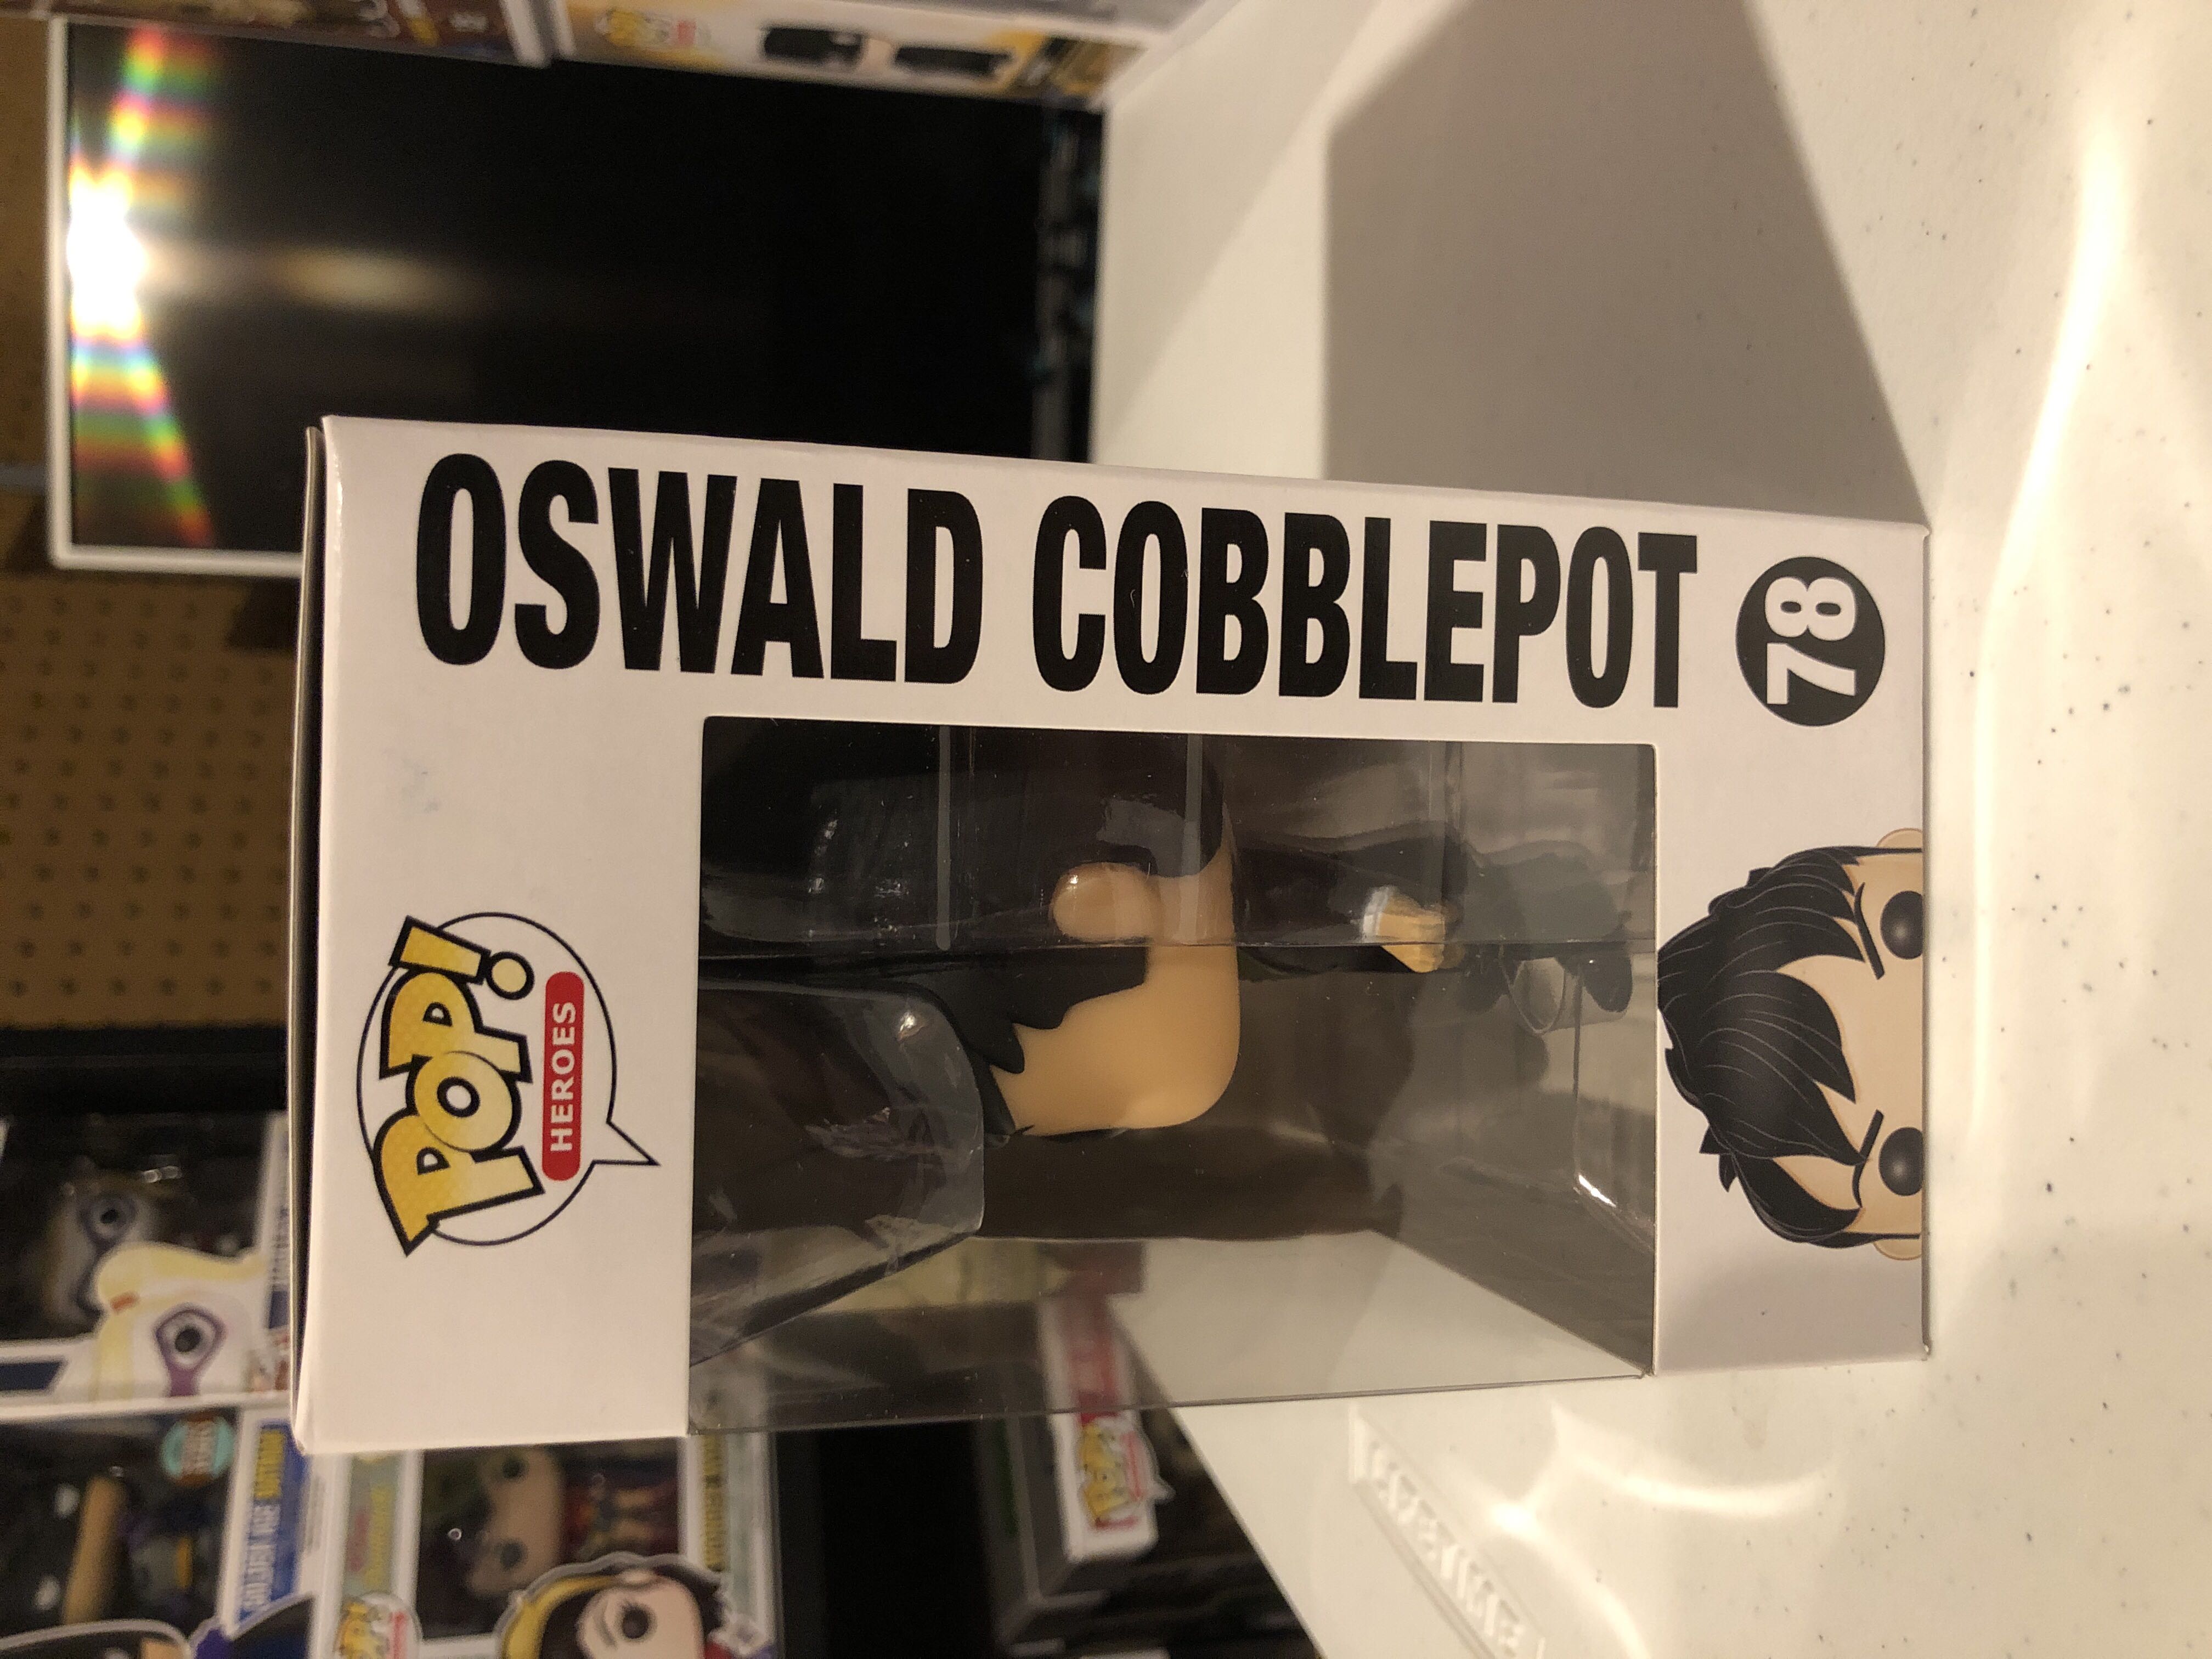 POP!
HEROES
OSWALD COBBLEPOT
78